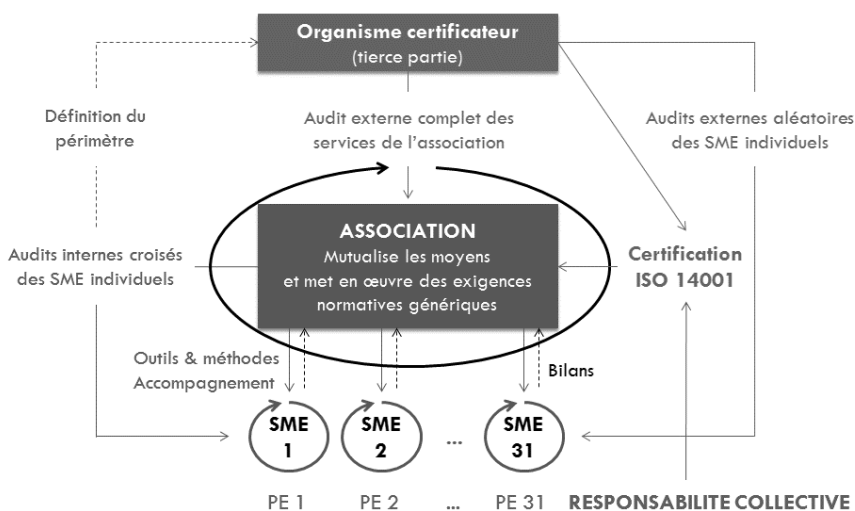 Organisme certificateur
(tierce partie)
Définition du
périmètre
Audit externe complet des
services de l'association
Audits externes aléatoires
des SME individuels
ASSOCIATION
Mutualise les moyens
et met en œuvre des exigences
normatives génériques
Audits internes croisés
des SME individuels
Certification
ISO 14001
Outils & méthodes
Accompagnement
Bilans
SME
1
SME
2
...
SME
31
PE 1
PE 2
...
PE 31
RESPONSABILITE COLLECTIVE